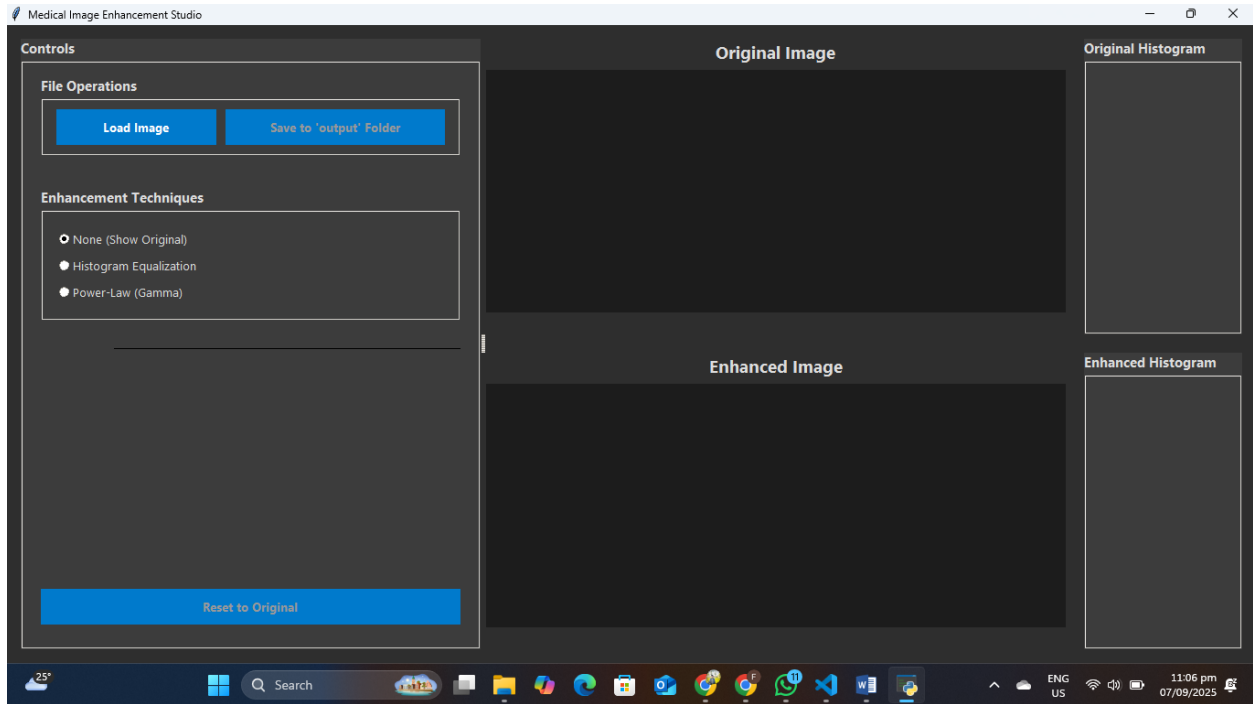 Medical Image Enhancement Studio
Controls
File Operations
Load Image
Save to 'output' Folder
Enhancement Techniques
None (Show Original)
Histogram Equalization
Power-Law (Gamma)
Reset to Original
Original Image
Enhanced Image
Original Histogram
Enhanced Histogram
25°
Search
11
ENG
US
11:06 pm
07/09/2025